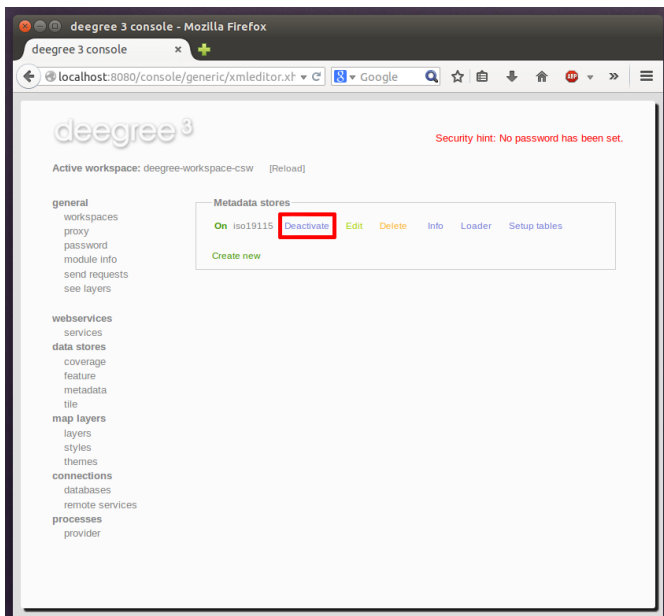 deegree 3 console - Mozilla Firefox
deegree 3 console
localhost:8080/console/generic/xmleditor.xh
Google
ABP
deegree 3
Security hint: No password has been set.
Active workspace: deegree-workspace-csw [Reload]
general
workspaces
proxy
password
module info
send requests
see layers
webservices
services
data stores
coverage
feature
metadata
tile
map layers
layers
styles
themes
connections
databases
remote services
processes
provider
Metadata stores
On iso19115 Deactivate Edit Delete Info Loader Setup tables
Create new